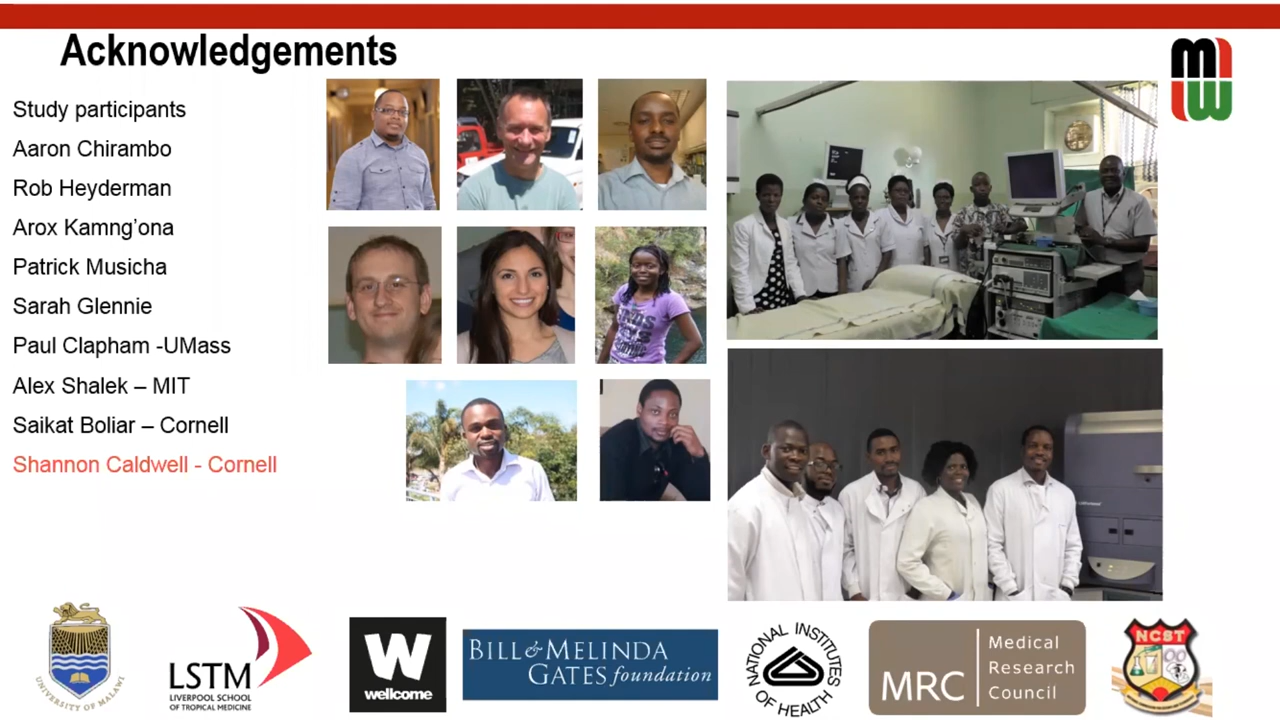 Acknowledgements
Study participants
Aaron Chirambo
Rob Heyderman
Arox Kamng’ona
Patrick Musicha
Sarah Glennie
Paul Clapham -UMass
Alex Shalek – MIT
Saikat Boliar – Cornell
Shannon Caldwell - Cornell
MLW
UNIVERSITY OF MALAWI
LSTM
LIVERPOOL SCHOOL
OF TROPICAL MEDICINE
W
wellcome
BILL & MELINDA
GATES foundation
NATIONAL INSTITUTES
OF HEALTH
MRC
Medical
Research
Council
NCST